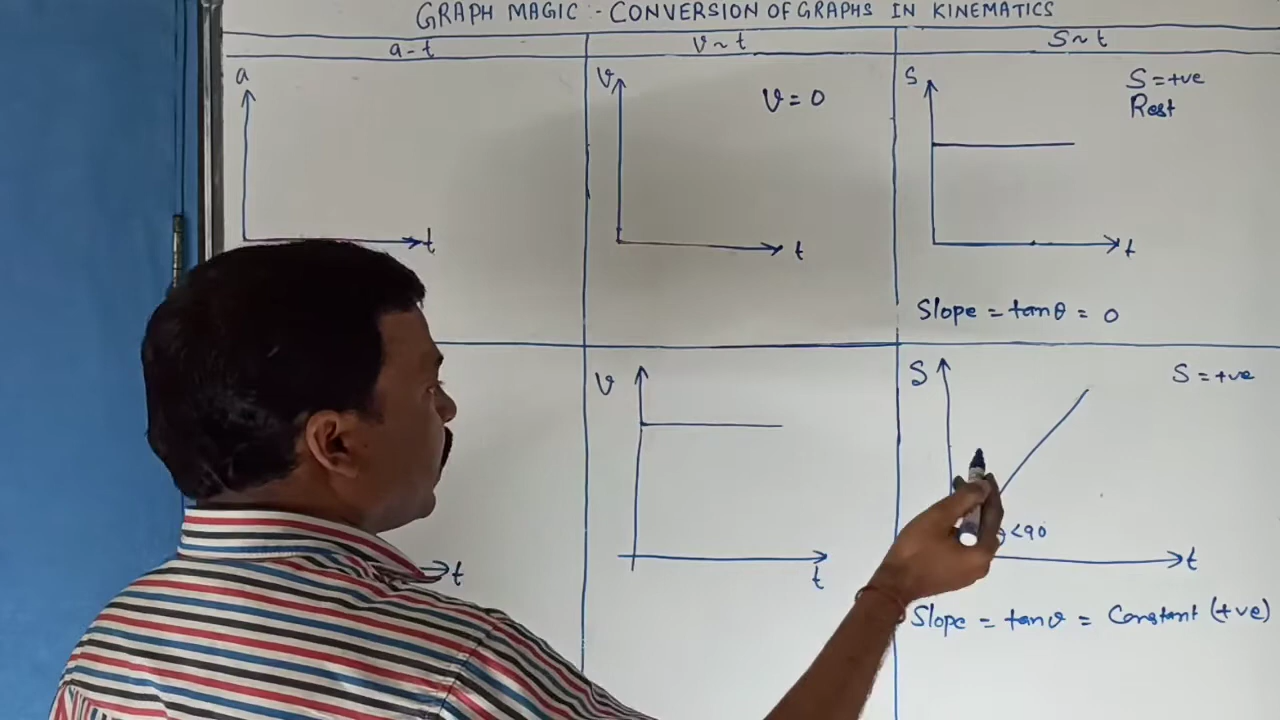 GRAPH MAGIC :- CONVERSION OF GRAPHS IN KINEMATICS
a - t
v ~ t
S ~ t
a
t
v
v = 0
t
S
S = +ve
Rest
t
Slope = tanθ = 0
t
v
t
S
S = +ve
<90
t
Slope = tanθ = Constant (+ve)